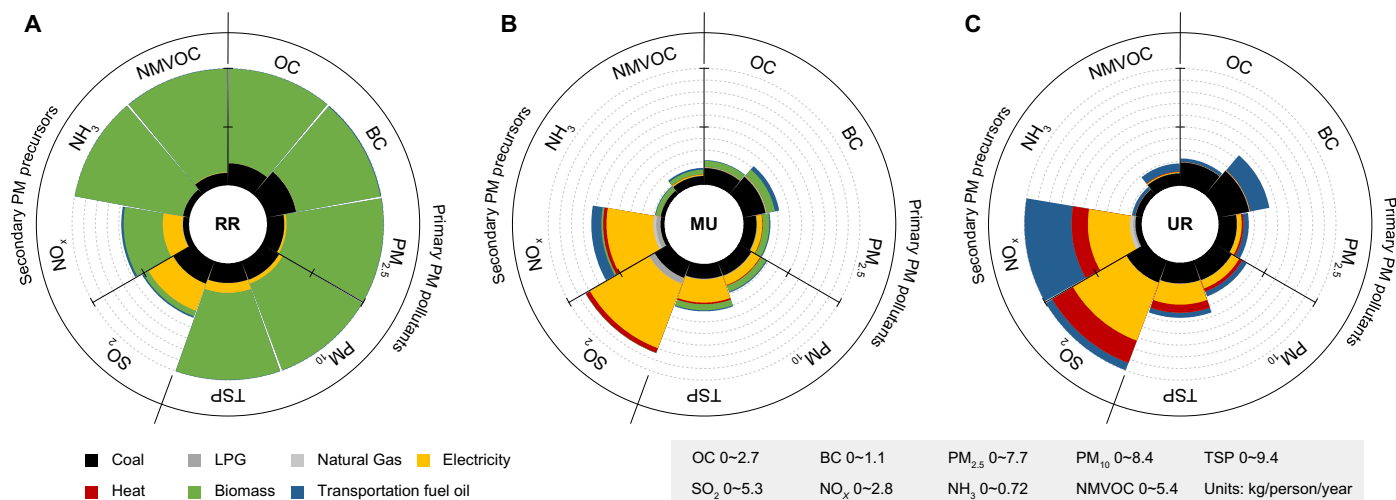 A
NMVOC
OC
BC
PM2.5
PM10
TSP
SO2
NOx
NH3
Secondary PM precursors
Primary PM pollutants
RR
B
NMVOC
OC
BC
PM2.5
PM10
TSP
SO2
NOx
NH3
Secondary PM precursors
Primary PM pollutants
MU
C
NMVOC
OC
BC
PM2.5
PM10
TSP
SO2
NOx
NH3
Secondary PM precursors
Primary PM pollutants
UR
Coal LPG Natural Gas Electricity
Heat Biomass Transportation fuel oil
OC 0~2.7 BC 0~1.1 PM2.5 0~7.7 PM10 0~8.4 TSP 0~9.4
SO2 0~5.3 NOX 0~2.8 NH3 0~0.72 NMVOC 0~5.4 Units: kg/person/year